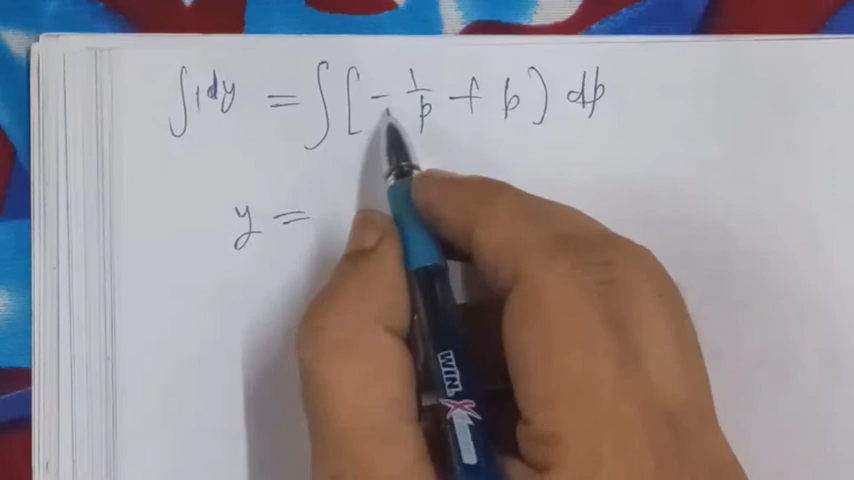 ∫1dy = ∫[-1/p + p) dp
y =
WIN
X